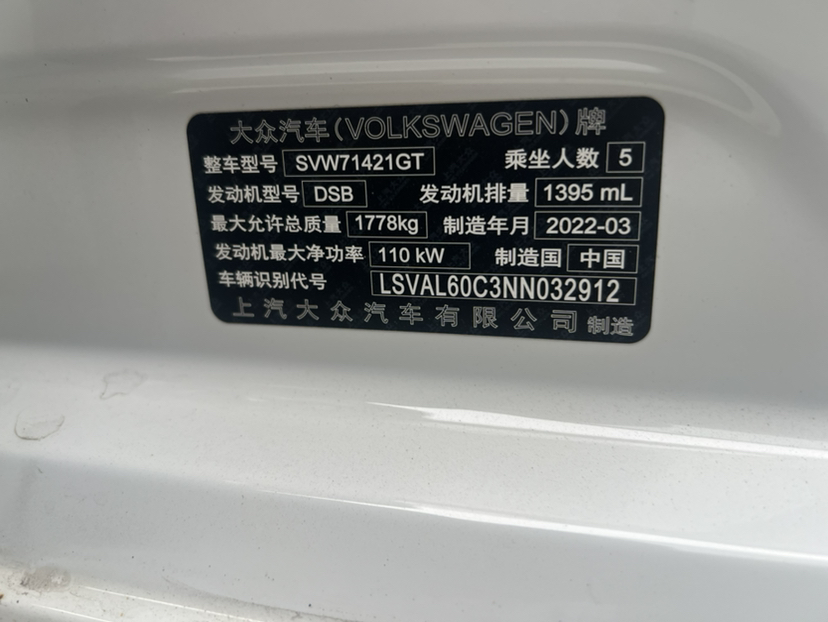 大众汽车(VOLKSWAGEN)牌
整车型号 SVW71421GT 乘坐人数 5
发动机型号 DSB 发动机排量 1395 mL
最大允许总质量 1778kg 制造年月 2022-03
发动机最大净功率 110 kW 制造国 中国
车辆识别代号 LSVAL60C3NN032912
上汽大众汽车有限公司 制造